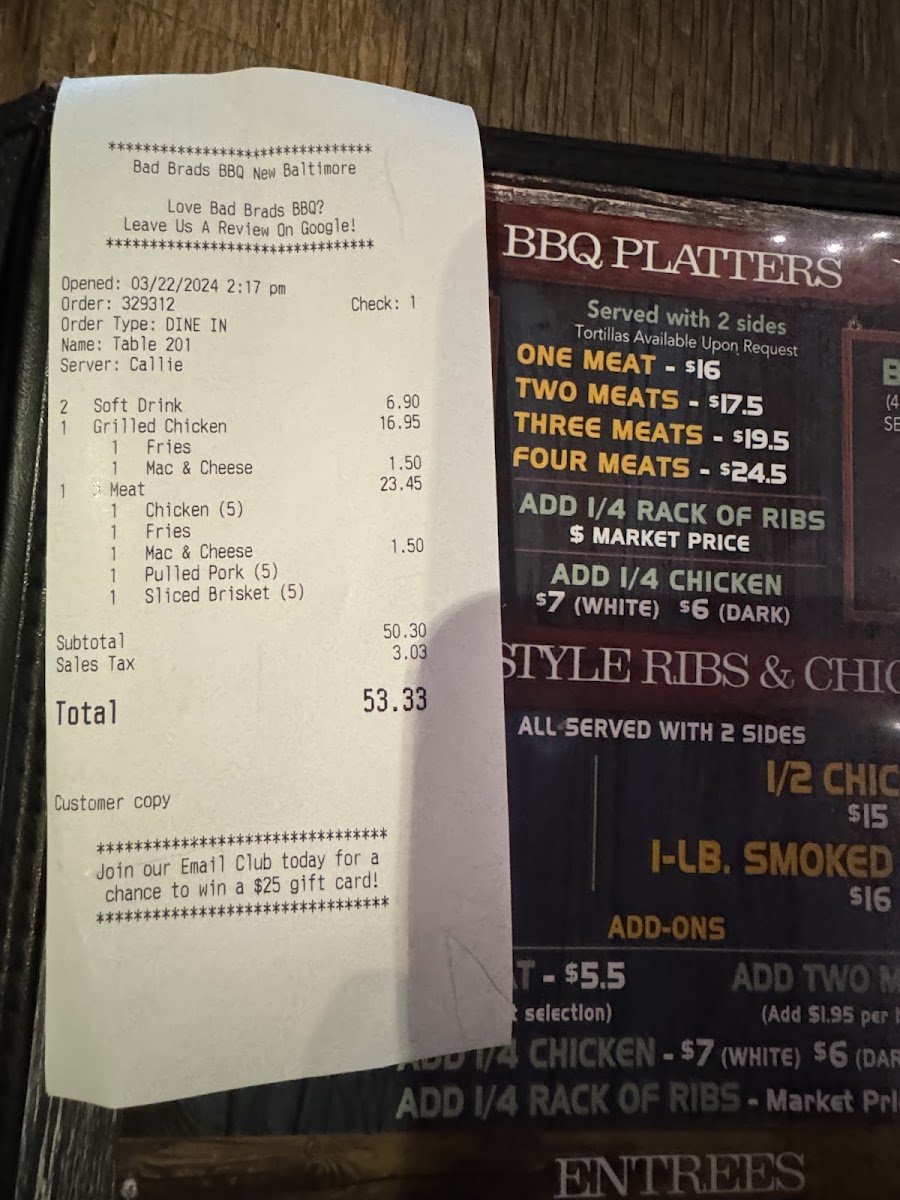 *******************************
Bad Brads BBQ New Baltimore
Love Bad Brads BBQ?
Leave Us A Review On Google!
*******************************
Opened: 03/22/2024 2:17 pm
Order: 329312 Check: 1
Order Type: DINE IN
Name: Table 201
Server: Callie
2 Soft Drink 6.90
1 Grilled Chicken 16.95
1 Fries
1 Mac & Cheese 1.50
1 Meat 23.45
1 Chicken (5)
1 Fries
1 Mac & Cheese 1.50
1 Pulled Pork (5)
1 Sliced Brisket (5)
Subtotal 50.30
Sales Tax 3.03
Total 53.33
Customer copy
*******************************
Join our Email Club today for a
chance to win a $25 gift card!
*******************************
BBQ PLATTERS
Served with 2 sides
Tortillas Available Upon Request
ONE MEAT - $16
TWO MEATS - $17.5
THREE MEATS - $19.5
FOUR MEATS - $24.5
ADD 1/4 RACK OF RIBS
$ MARKET PRICE
ADD 1/4 CHICKEN
$7 (WHITE) $6 (DARK)
STYLE RIBS & CHIC
ALL SERVED WITH 2 SIDES
1/2 CHIC
$15
1-LB. SMOKED
$16
ADD-ONS
T - $5.5 ADD TWO M
selection) (Add $1.95 per
ADD 1/4 CHICKEN - $7 (WHITE) $6 (DAR
ADD 1/4 RACK OF RIBS - Market Pri
ENTREES
B
(4
SE